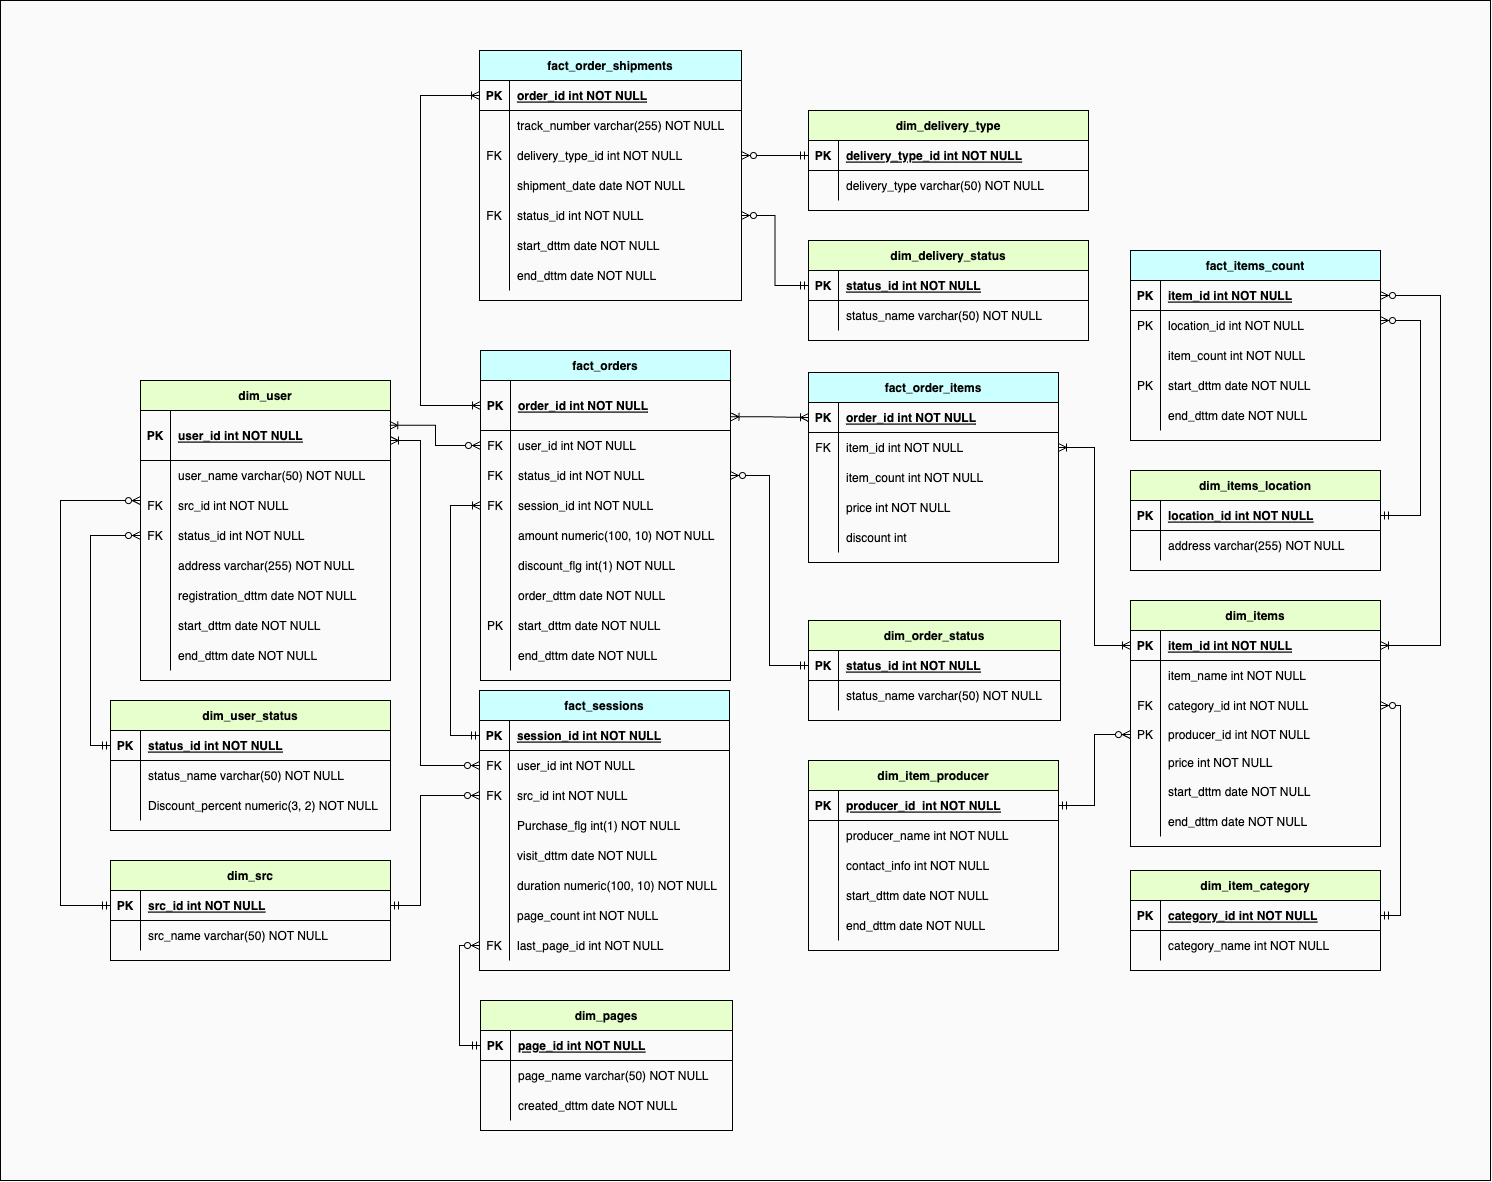 fact_order_shipments
PK order_id int NOT NULL
track_number varchar(255) NOT NULL
FK delivery_type_id int NOT NULL
shipment_date date NOT NULL
FK status_id int NOT NULL
start_dttm date NOT NULL
end_dttm date NOT NULL
dim_delivery_type
PK delivery_type_id int NOT NULL
delivery_type varchar(50) NOT NULL
dim_delivery_status
PK status_id int NOT NULL
status_name varchar(50) NOT NULL
fact_items_count
PK item_id int NOT NULL
PK location_id int NOT NULL
item_count int NOT NULL
PK start_dttm date NOT NULL
end_dttm date NOT NULL
dim_user
PK user_id int NOT NULL
user_name varchar(50) NOT NULL
FK src_id int NOT NULL
FK status_id int NOT NULL
address varchar(255) NOT NULL
registration_dttm date NOT NULL
start_dttm date NOT NULL
end_dttm date NOT NULL
fact_orders
PK order_id int NOT NULL
FK user_id int NOT NULL
FK status_id int NOT NULL
FK session_id int NOT NULL
amount numeric(100, 10) NOT NULL
discount_flg int(1) NOT NULL
order_dttm date NOT NULL
PK start_dttm date NOT NULL
end_dttm date NOT NULL
fact_order_items
PK order_id int NOT NULL
FK item_id int NOT NULL
item_count int NOT NULL
price int NOT NULL
discount int
dim_items_location
PK location_id int NOT NULL
address varchar(255) NOT NULL
dim_items
PK item_id int NOT NULL
item_name int NOT NULL
FK category_id int NOT NULL
PK producer_id int NOT NULL
price int NOT NULL
start_dttm date NOT NULL
end_dttm date NOT NULL
dim_order_status
PK status_id int NOT NULL
status_name varchar(50) NOT NULL
dim_user_status
PK status_id int NOT NULL
status_name varchar(50) NOT NULL
Discount_percent numeric(3, 2) NOT NULL
fact_sessions
PK session_id int NOT NULL
FK user_id int NOT NULL
FK src_id int NOT NULL
Purchase_flg int(1) NOT NULL
visit_dttm date NOT NULL
duration numeric(100, 10) NOT NULL
page_count int NOT NULL
FK last_page_id int NOT NULL
dim_item_producer
PK producer_id int NOT NULL
producer_name int NOT NULL
contact_info int NOT NULL
start_dttm date NOT NULL
end_dttm date NOT NULL
dim_src
PK src_id int NOT NULL
src_name varchar(50) NOT NULL
dim_item_category
PK category_id int NOT NULL
category_name int NOT NULL
dim_pages
PK page_id int NOT NULL
page_name varchar(50) NOT NULL
created_dttm date NOT NULL